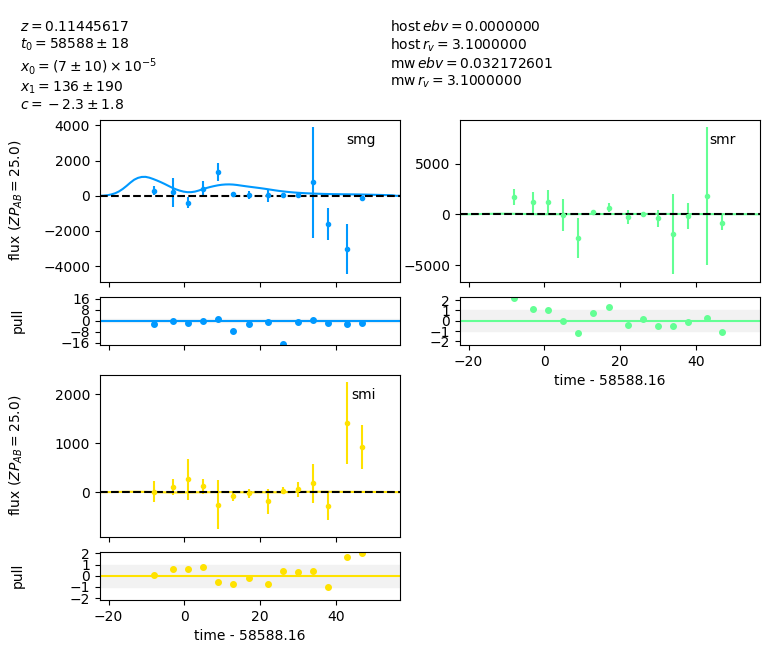 z = 0.11445617
t₀ = 58588 ± 18
x₀ = (7 ± 10) × 10⁻⁵
x₁ = 136 ± 190
c = −2.3 ± 1.8
host ebv = 0.0000000
host r_v = 3.1000000
mw ebv = 0.032172601
mw r_v = 3.1000000
smg
flux (ZP_AB = 25.0)
4000
2000
0
−2000
−4000
smr
5000
0
−5000
pull
16
8
0
−8
−16
2
1
0
−1
−2
−20 0 20 40
time - 58588.16
smi
flux (ZP_AB = 25.0)
2000
1000
0
pull
2
1
0
−1
−2
−20 0 20 40
time - 58588.16